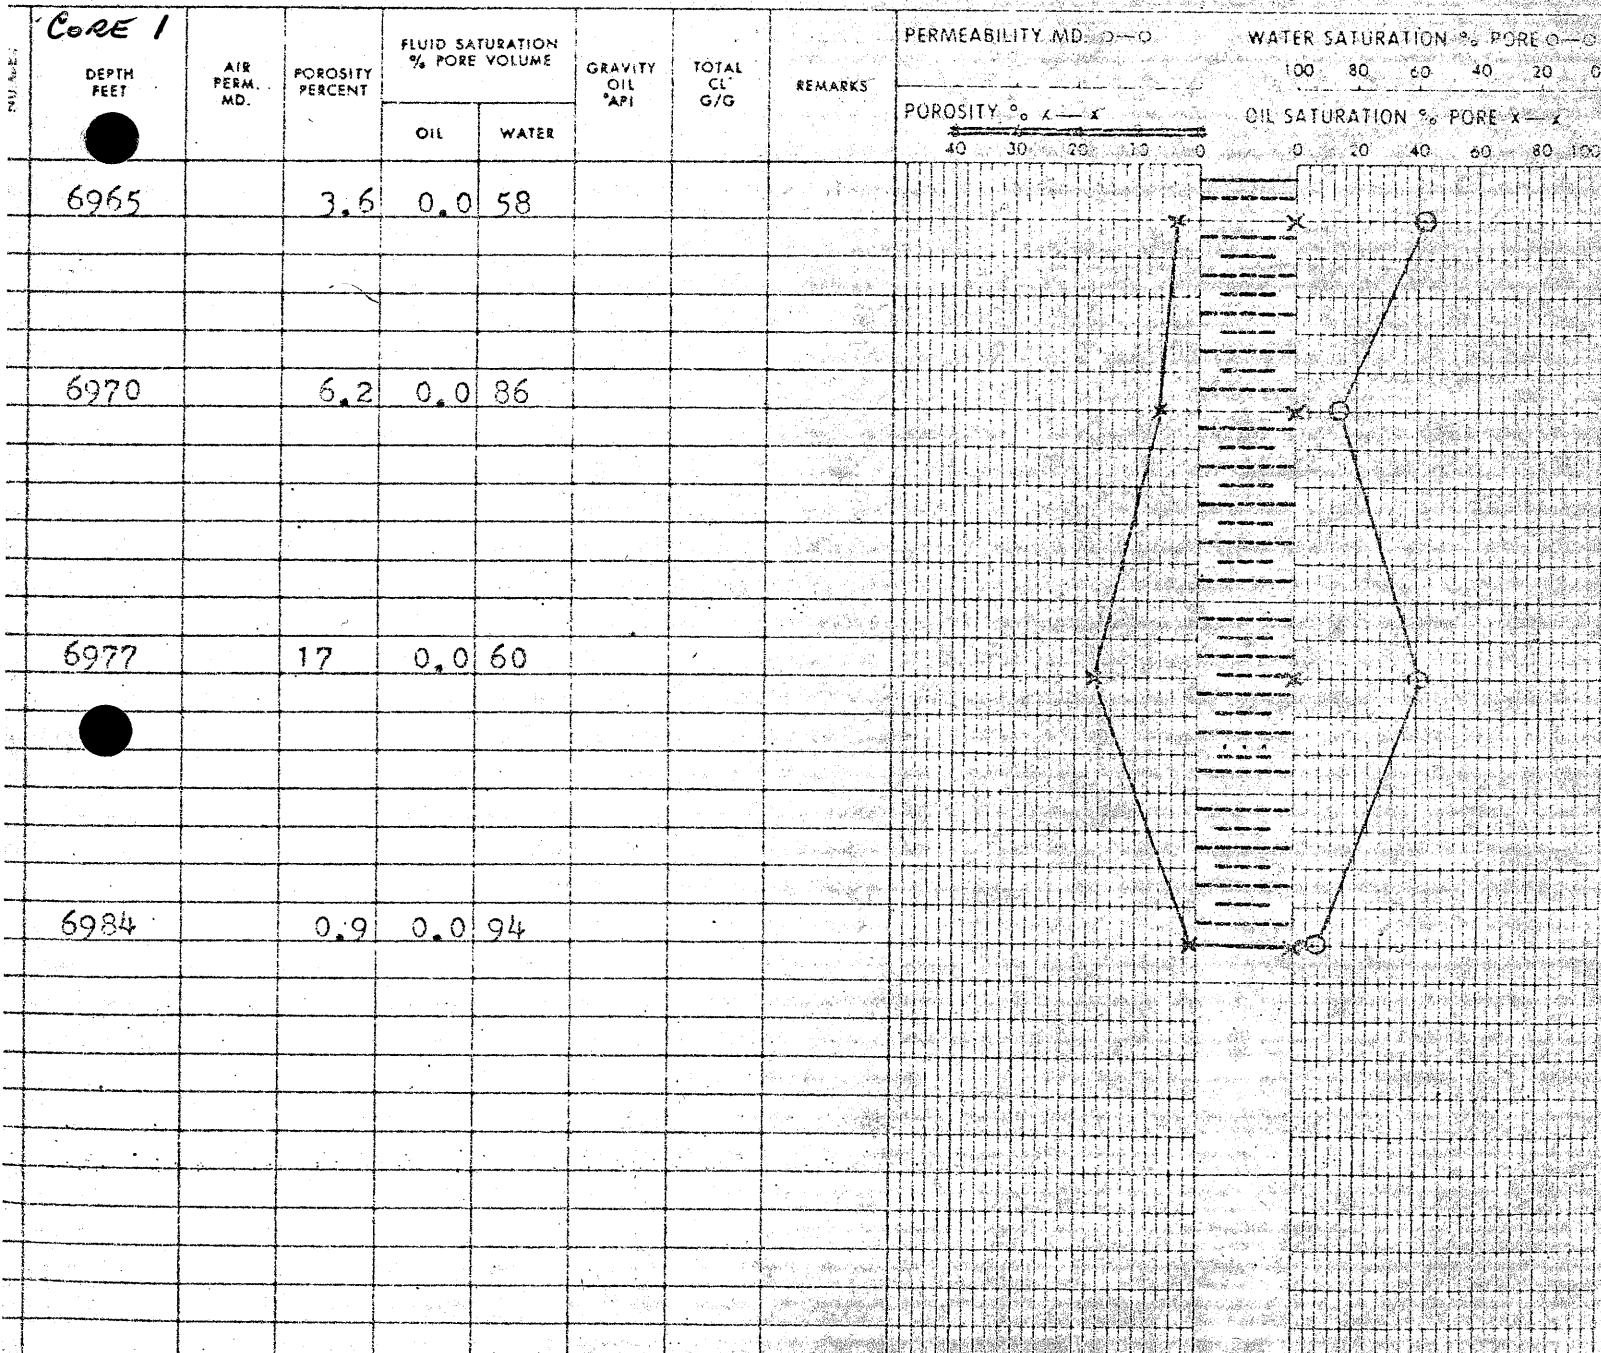 CORE 1
DEPTH FEET
AIR PERM. MD.
POROSITY PERCENT
FLUID SATURATION % PORE VOLUME
OIL
WATER
GRAVITY OIL °API
TOTAL CL G/G
REMARKS
PERMEABILITY MD. O—O
POROSITY % X—X
40 30 20 10 0
WATER SATURATION % PORE O—O
100 80 60 40 20 0
OIL SATURATION % PORE X—X
0 20 40 60 80 100
6965 3.6 0.0 58
6970 6.2 0.0 86
6977 17 0.0 60
6984 0.9 0.0 94